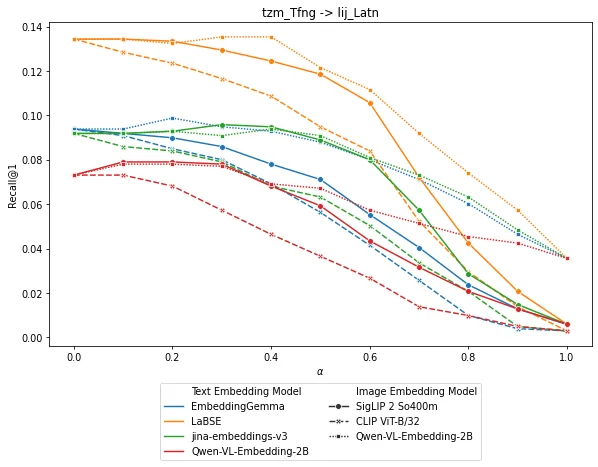 tzm_Tfng -> lij_Latn
Recall@1
0.14
0.12
0.10
0.08
0.06
0.04
0.02
0.00
0.0 0.2 0.4 0.6 0.8 1.0
α
Text Embedding Model
EmbeddingGemma
LaBSE
jina-embeddings-v3
Qwen-VL-Embedding-2B
Image Embedding Model
SigLIP 2 So400m
CLIP ViT-B/32
Qwen-VL-Embedding-2B